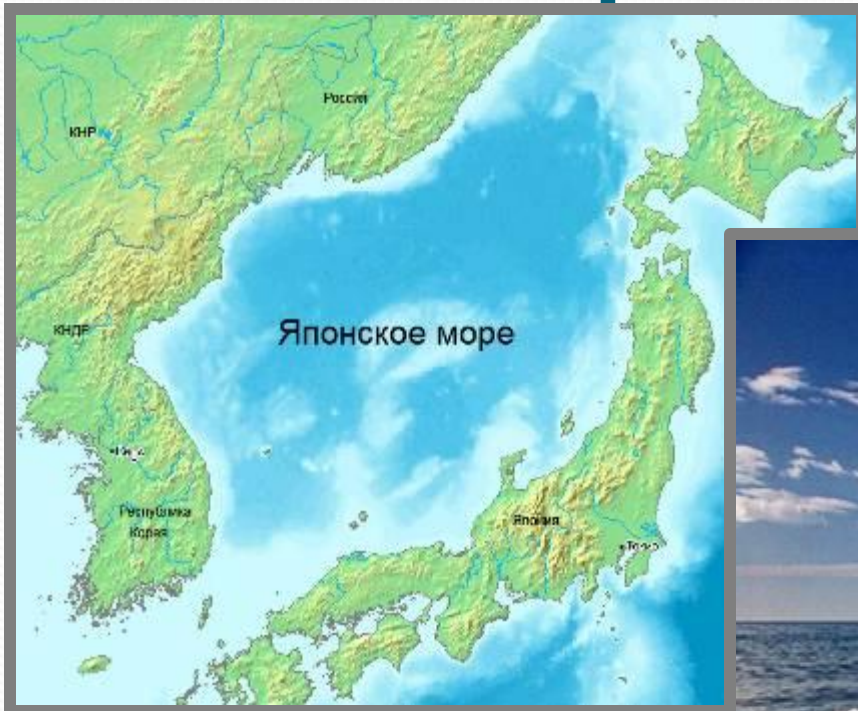 Россия
КНР
Японское море
КНДР
Республика
Корея
Япония
Токио